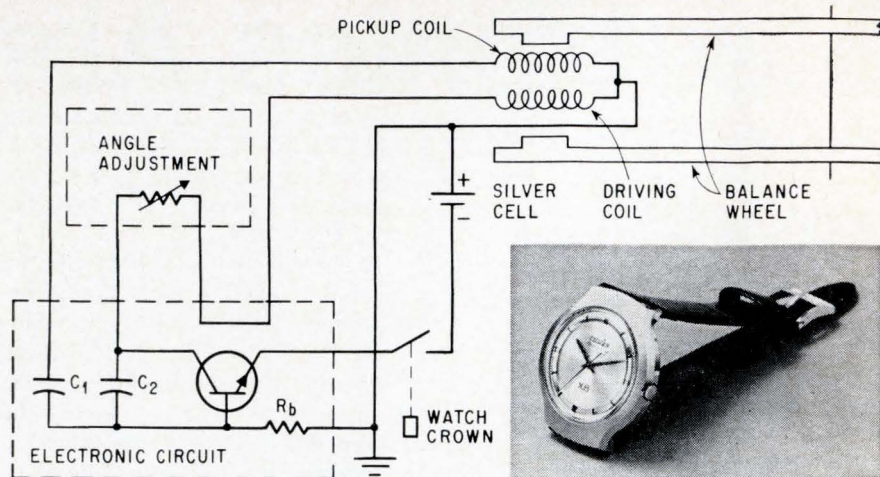 PICKUP COIL
ANGLE
ADJUSTMENT
+
−
SILVER
CELL
DRIVING
COIL
BALANCE
WHEEL
C1
C2
Rb
WATCH
CROWN
ELECTRONIC CIRCUIT